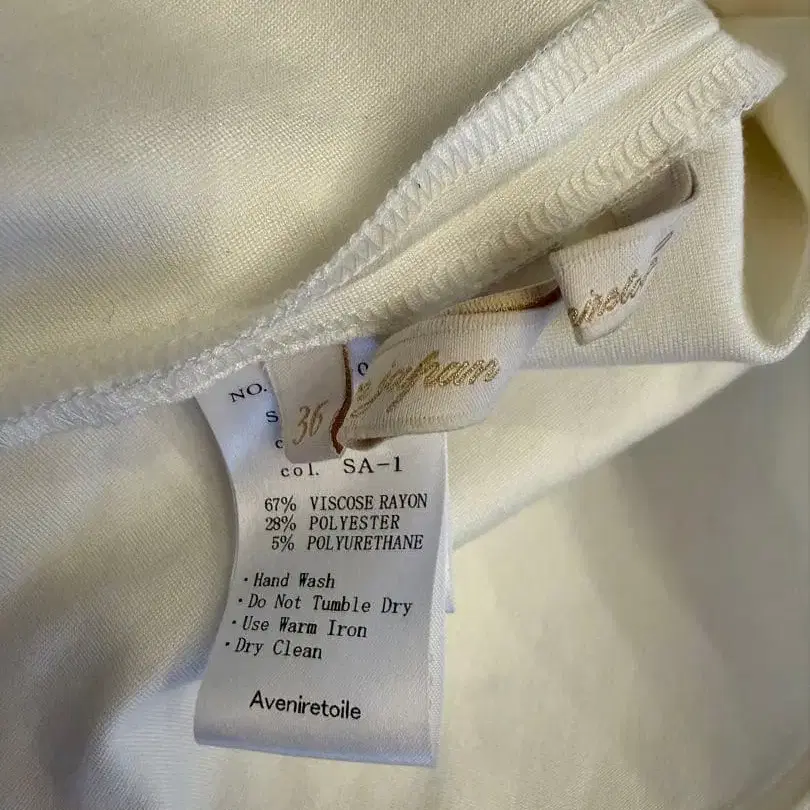 NO.
36
Japan
col. SA-1
67% VISCOSE RAYON
28% POLYESTER
5% POLYURETHANE
・Hand Wash
・Do Not Tumble Dry
・Use Warm Iron
・Dry Clean
Aveniretoile